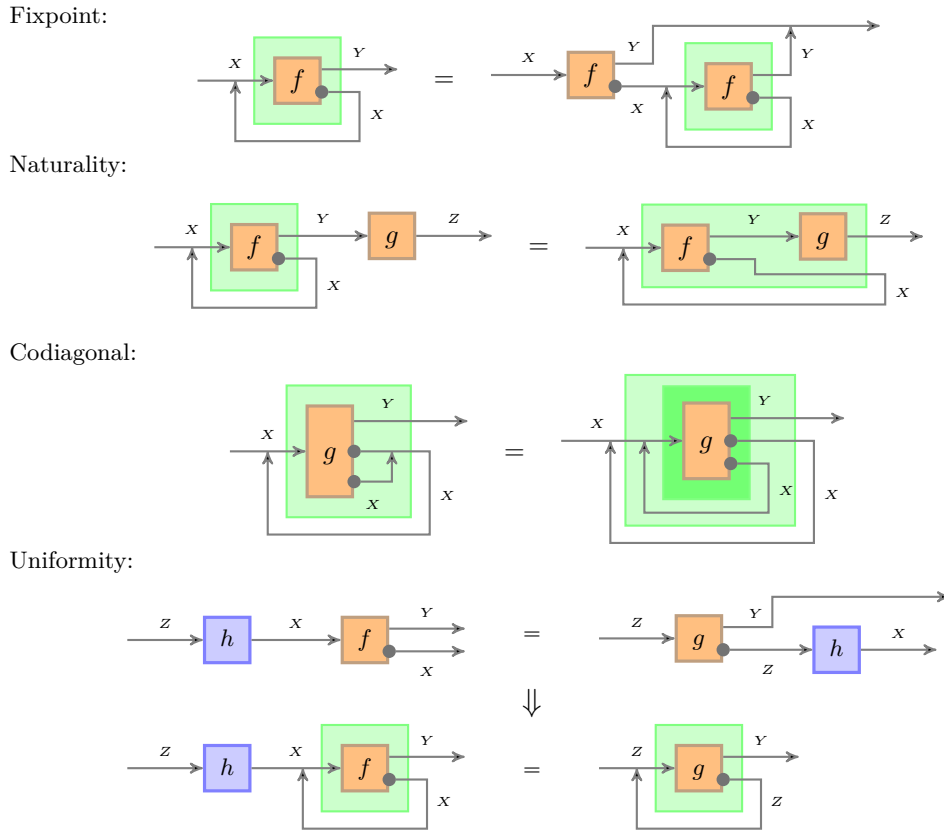 Fixpoint:
X f Y X = X f Y X f Y X
Naturality:
X f Y X g Z = X f Y g Z X
Codiagonal:
X g Y X X = X g Y X X
Uniformity:
Z h X f Y X = Z g Y Z h X
⇓
Z h X f Y X = Z g Y Z